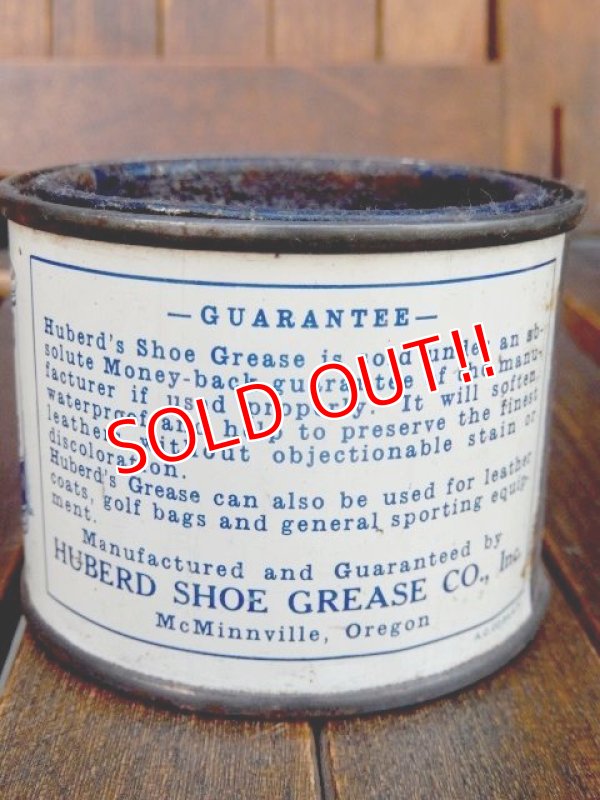 —GUARANTEE—
Huberd's Shoe Grease is sold under an ab-
solute Money-back guarantee of the manu-
facturer if used properly. It will soften,
waterproof and help to preserve the finest
leather without objectionable stain or
discoloration.
Huberd's Grease can also be used for leather
coats, golf bags and general sporting equip-
ment.
Manufactured and Guaranteed by
HUBERD SHOE GREASE CO., Inc.
McMinnville, Oregon
SOLD OUT!!